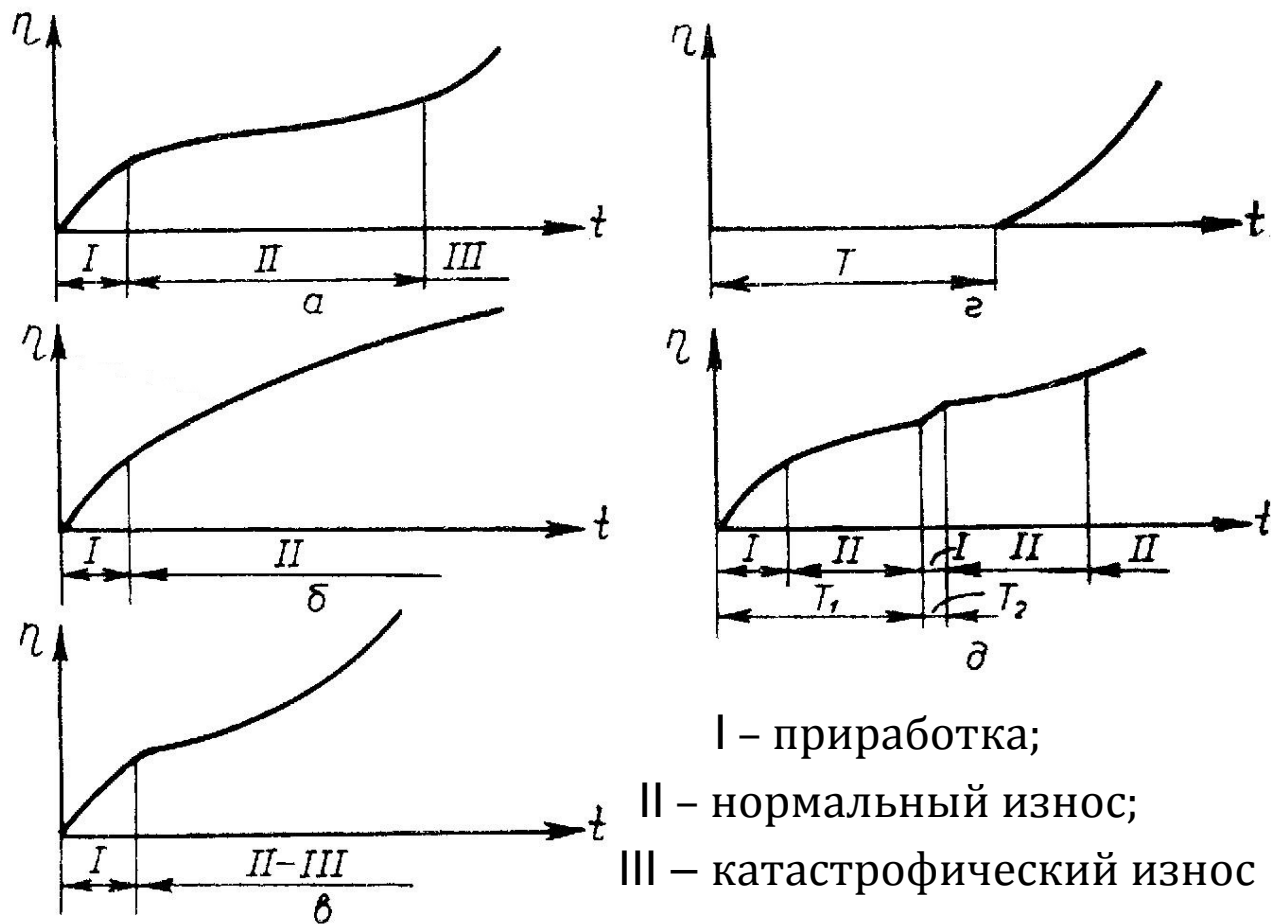 η
t
I II III
а
η
t
I II
б
η
t
I II–III
в
η
t
T
г
η
t
I II I II II
T₁ T₂
д
I – приработка;
II – нормальный износ;
III – катастрофический износ